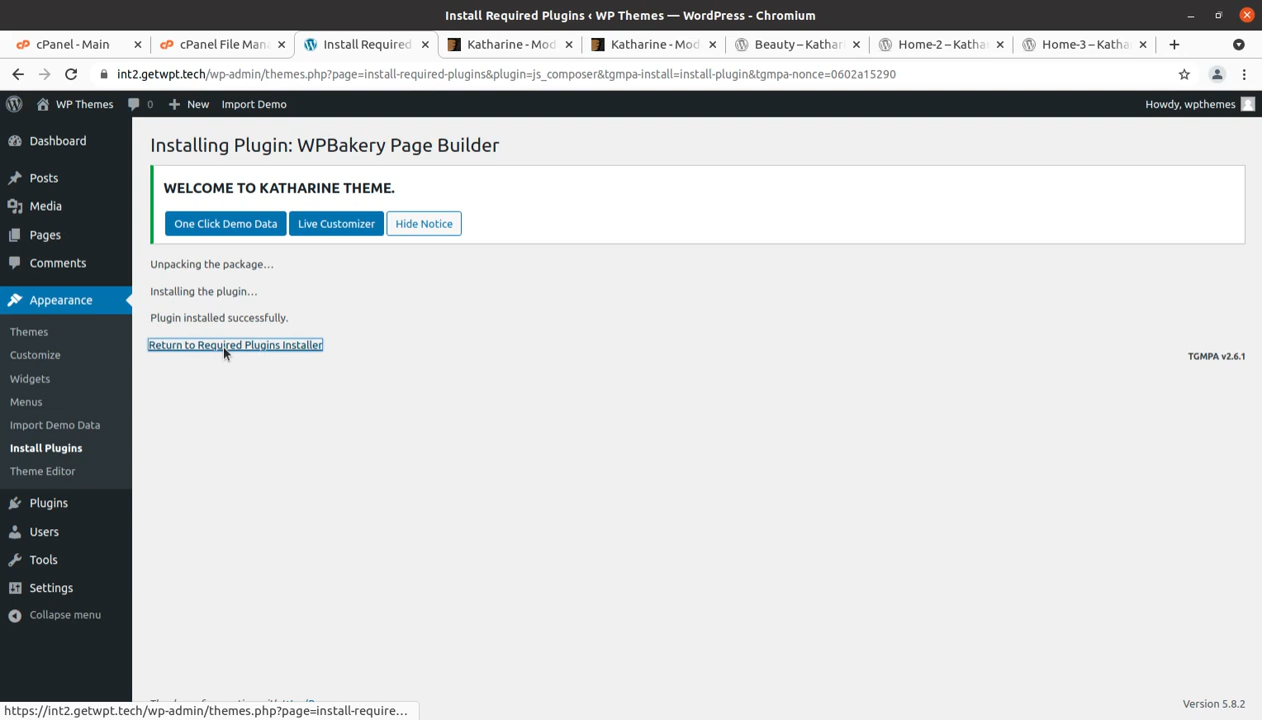 Install Required Plugins ‹ WP Themes — WordPress - Chromium
cPanel - Main
cPanel File Man
Install Required
Katharine - Mod
Katharine - Mod
Beauty – Kathar
Home-2 – Katha
Home-3 – Katha
int2.getwpt.tech/wp-admin/themes.php?page=install-required-plugins&plugin=js_composer&tgmpa-install=install-plugin&tgmpa-nonce=0602a15290
WP Themes
0
New
Import Demo
Howdy, wpthemes
Dashboard
Posts
Media
Pages
Comments
Appearance
Themes
Customize
Widgets
Menus
Import Demo Data
Install Plugins
Theme Editor
Plugins
Users
Tools
Settings
Collapse menu
Installing Plugin: WPBakery Page Builder
WELCOME TO KATHARINE THEME.
One Click Demo Data
Live Customizer
Hide Notice
Unpacking the package…
Installing the plugin…
Plugin installed successfully.
Return to Required Plugins Installer
TGMPA v2.6.1
Version 5.8.2
https://int2.getwpt.tech/wp-admin/themes.php?page=install-require…